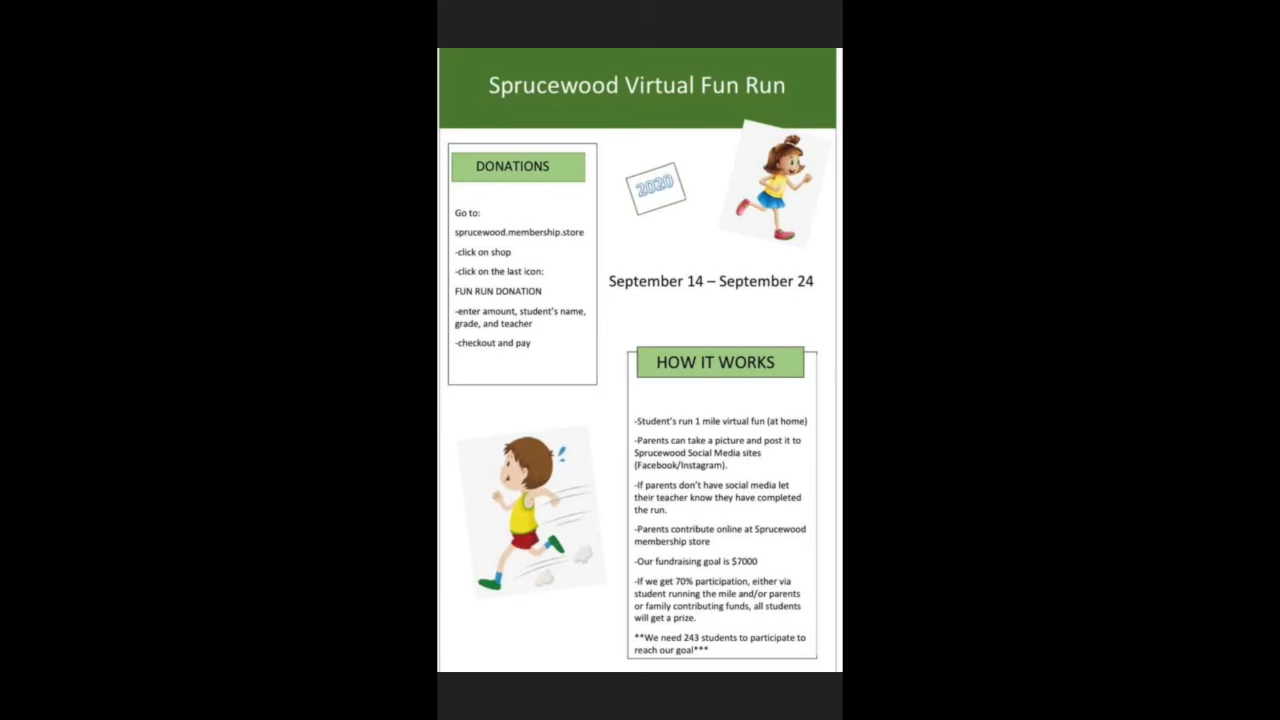 Sprucewood Virtual Fun Run
DONATIONS
Go to:
sprucewood.membership.store
-click on shop
-click on the last icon:
FUN RUN DONATION
-enter amount, student's name,
grade, and teacher
-checkout and pay
2020
September 14 – September 24
HOW IT WORKS
-Student's run 1 mile virtual fun (at home)
-Parents can take a picture and post it to
Sprucewood Social Media sites
(Facebook/Instagram).
-If parents don't have social media let
their teacher know they have completed
the run.
-Parents contribute online at Sprucewood
membership store
-Our fundraising goal is $7000
-If we get 70% participation, either via
student running the mile and/or parents
or family contributing funds, all students
will get a prize.
**We need 243 students to participate to
reach our goal***